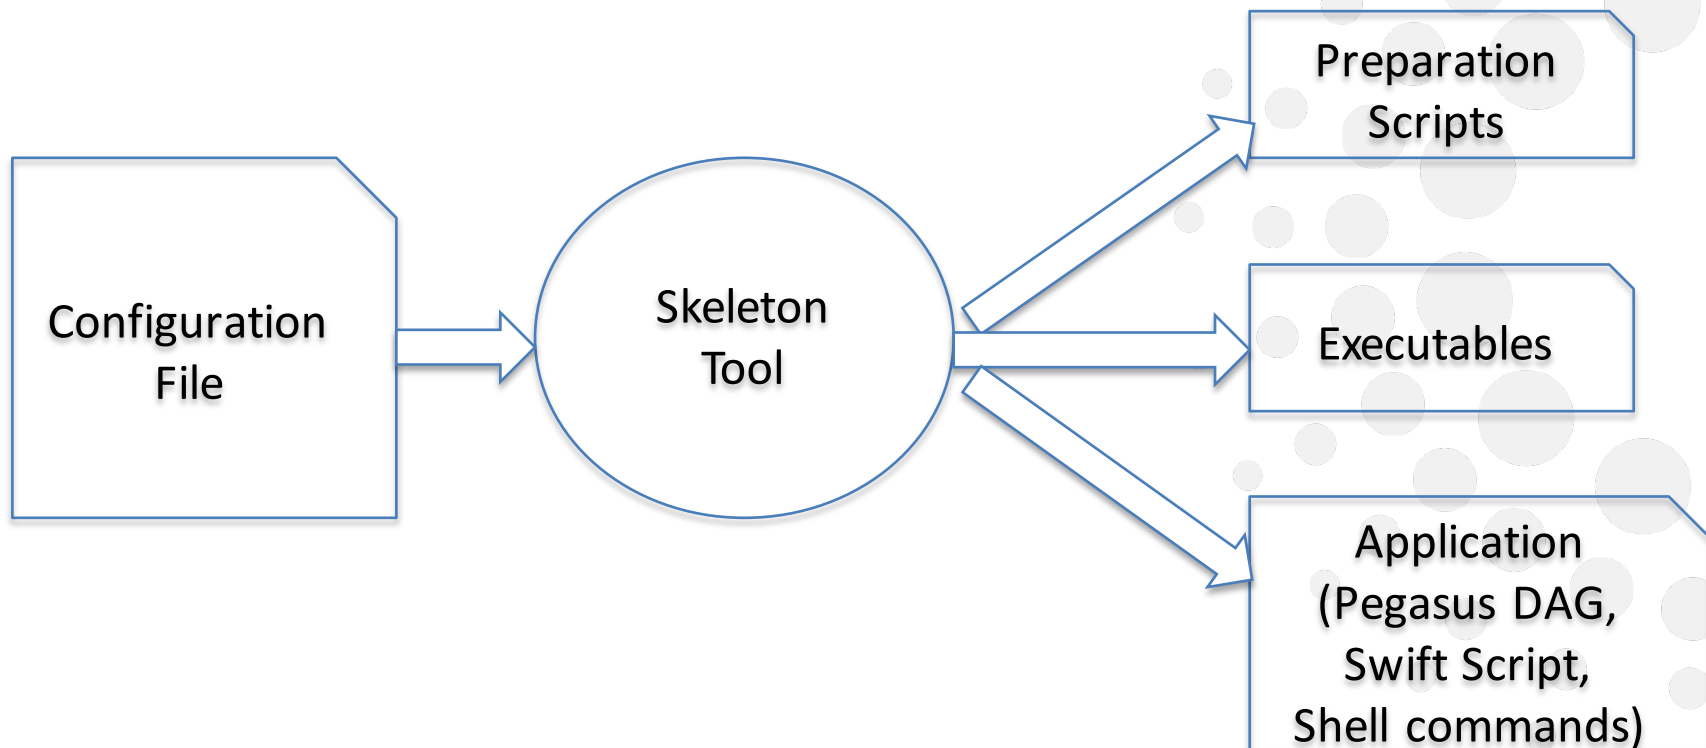 Configuration
File
Skeleton
Tool
Preparation
Scripts
Executables
Application
(Pegasus DAG,
Swift Script,
Shell commands)